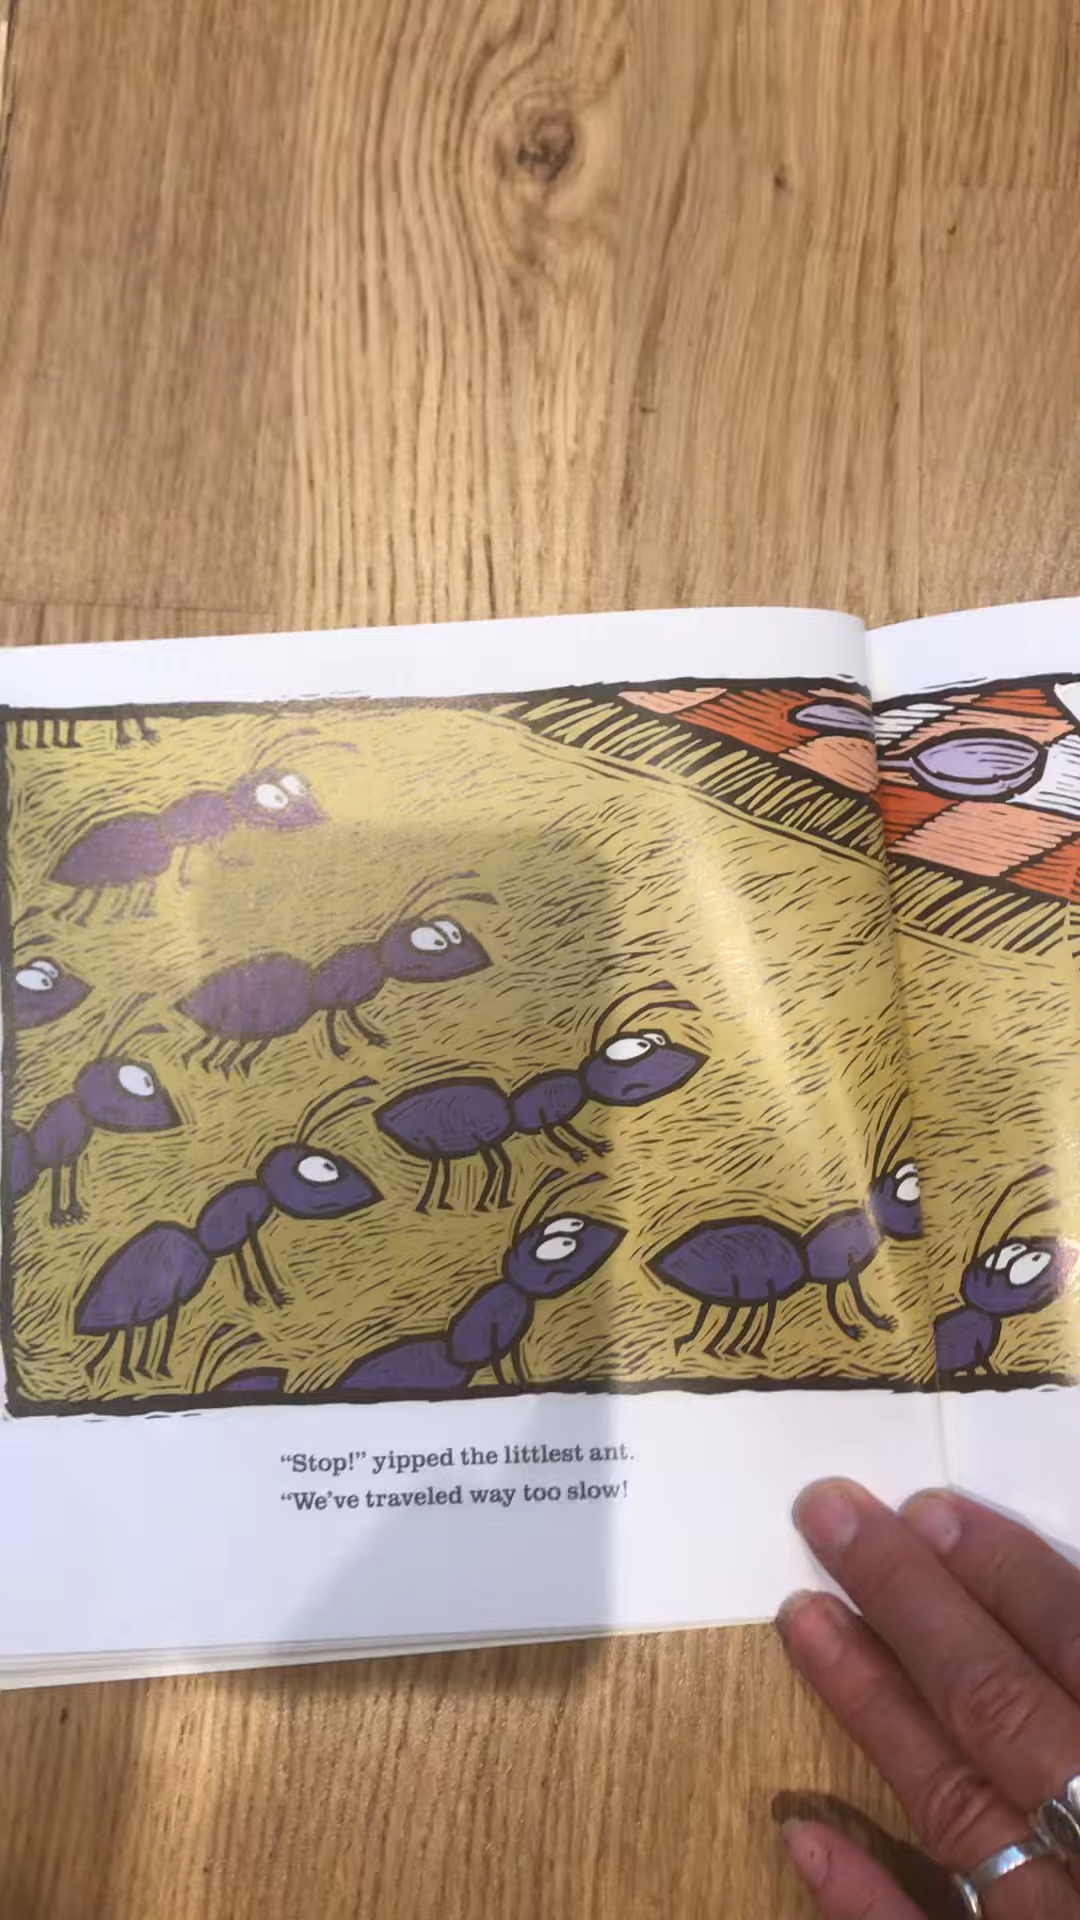 “Stop!” yipped the littlest ant.
“We’ve traveled way too slow!